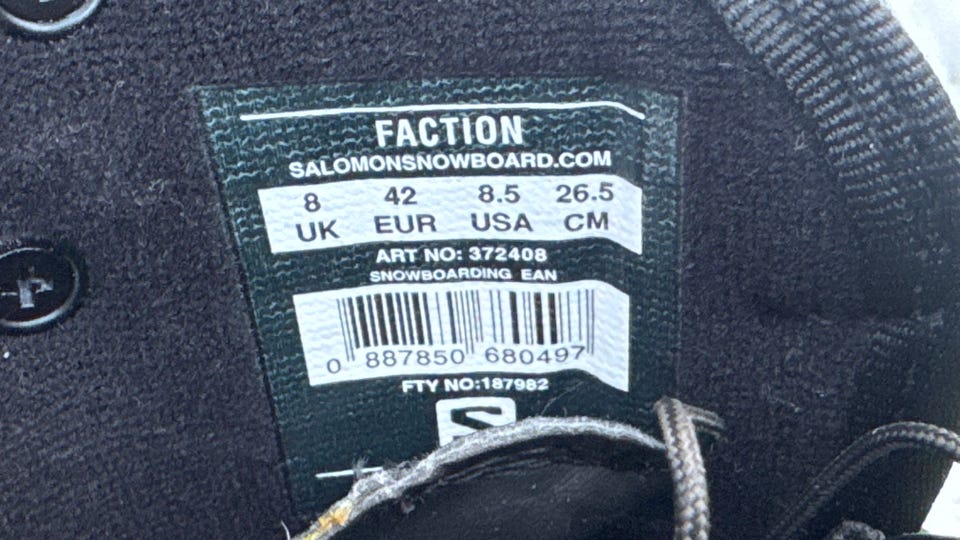 FACTION
SALOMONSNOWBOARD.COM
8 42 8.5 26.5
UK EUR USA CM
ART NO: 372408
SNOWBOARDING EAN
0 887850 680497
FTY NO:187982